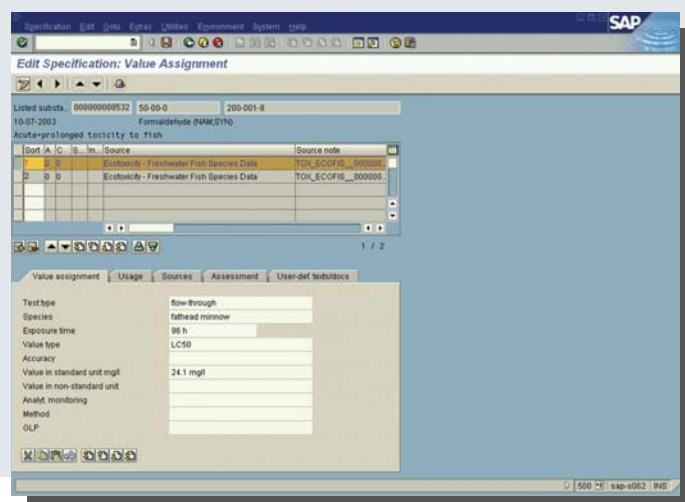 Specification Edit Goto Extras Utilities Environment System Help
SAP
Edit Specification: Value Assignment
Listed substa... 000000000532 50-00-0 200-001-8
10-07-2003 Formaldehyde (NAM;SYN)
Acute+prolonged toxicity to fish
Sort A C.. S... In... Source Source note
1 0 0 Ecotoxicity - Freshwater Fish Species Data TOX_ECOFIS__000000...
2 0 0 Ecotoxicity - Freshwater Fish Species Data TOX_ECOFIS__000000...
1 / 2
Value assignment Usage Sources Assessment User-def. texts/docs
Test type flow-through
Species fathead minnow
Exposure time 96 h
Value type LC50
Accuracy
Value in standard unit mg/l 24.1 mg/l
Value in non-standard unit
Analyt. monitoring
Method
OLP
500 sap-s062 INS